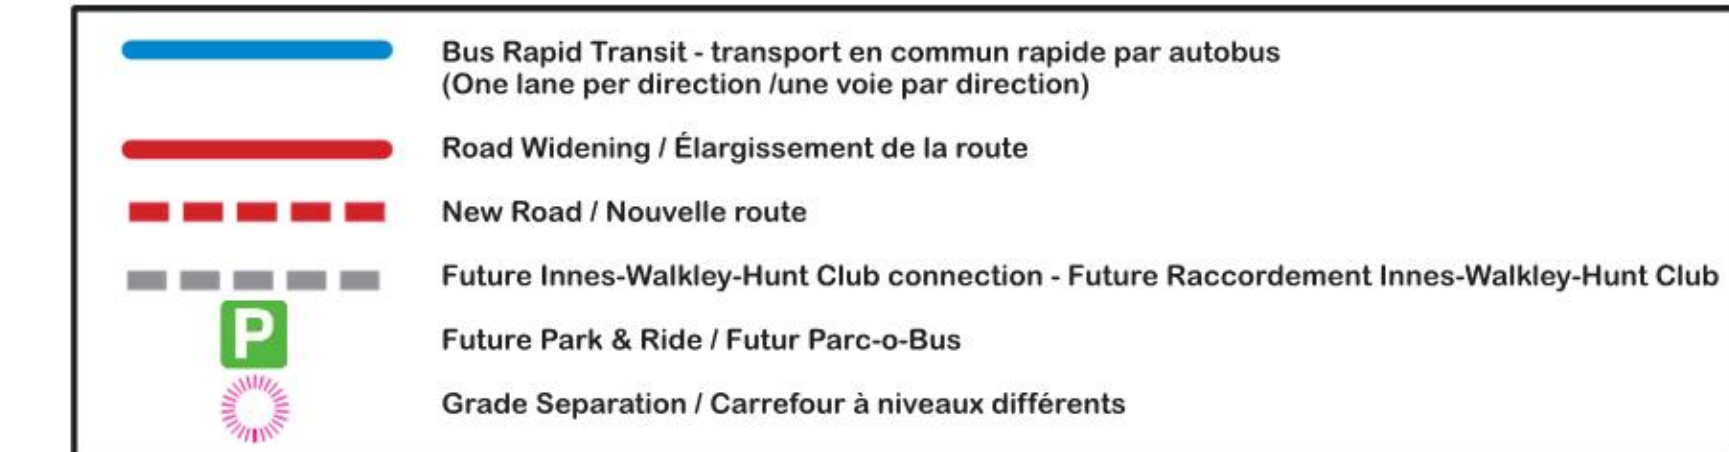 Bus Rapid Transit - transport en commun rapide par autobus
(One lane per direction /une voie par direction)
Road Widening / Élargissement de la route
New Road / Nouvelle route
Future Innes-Walkley-Hunt Club connection - Future Raccordement Innes-Walkley-Hunt Club
P
Future Park & Ride / Futur Parc-o-Bus
Grade Separation / Carrefour à niveaux différents